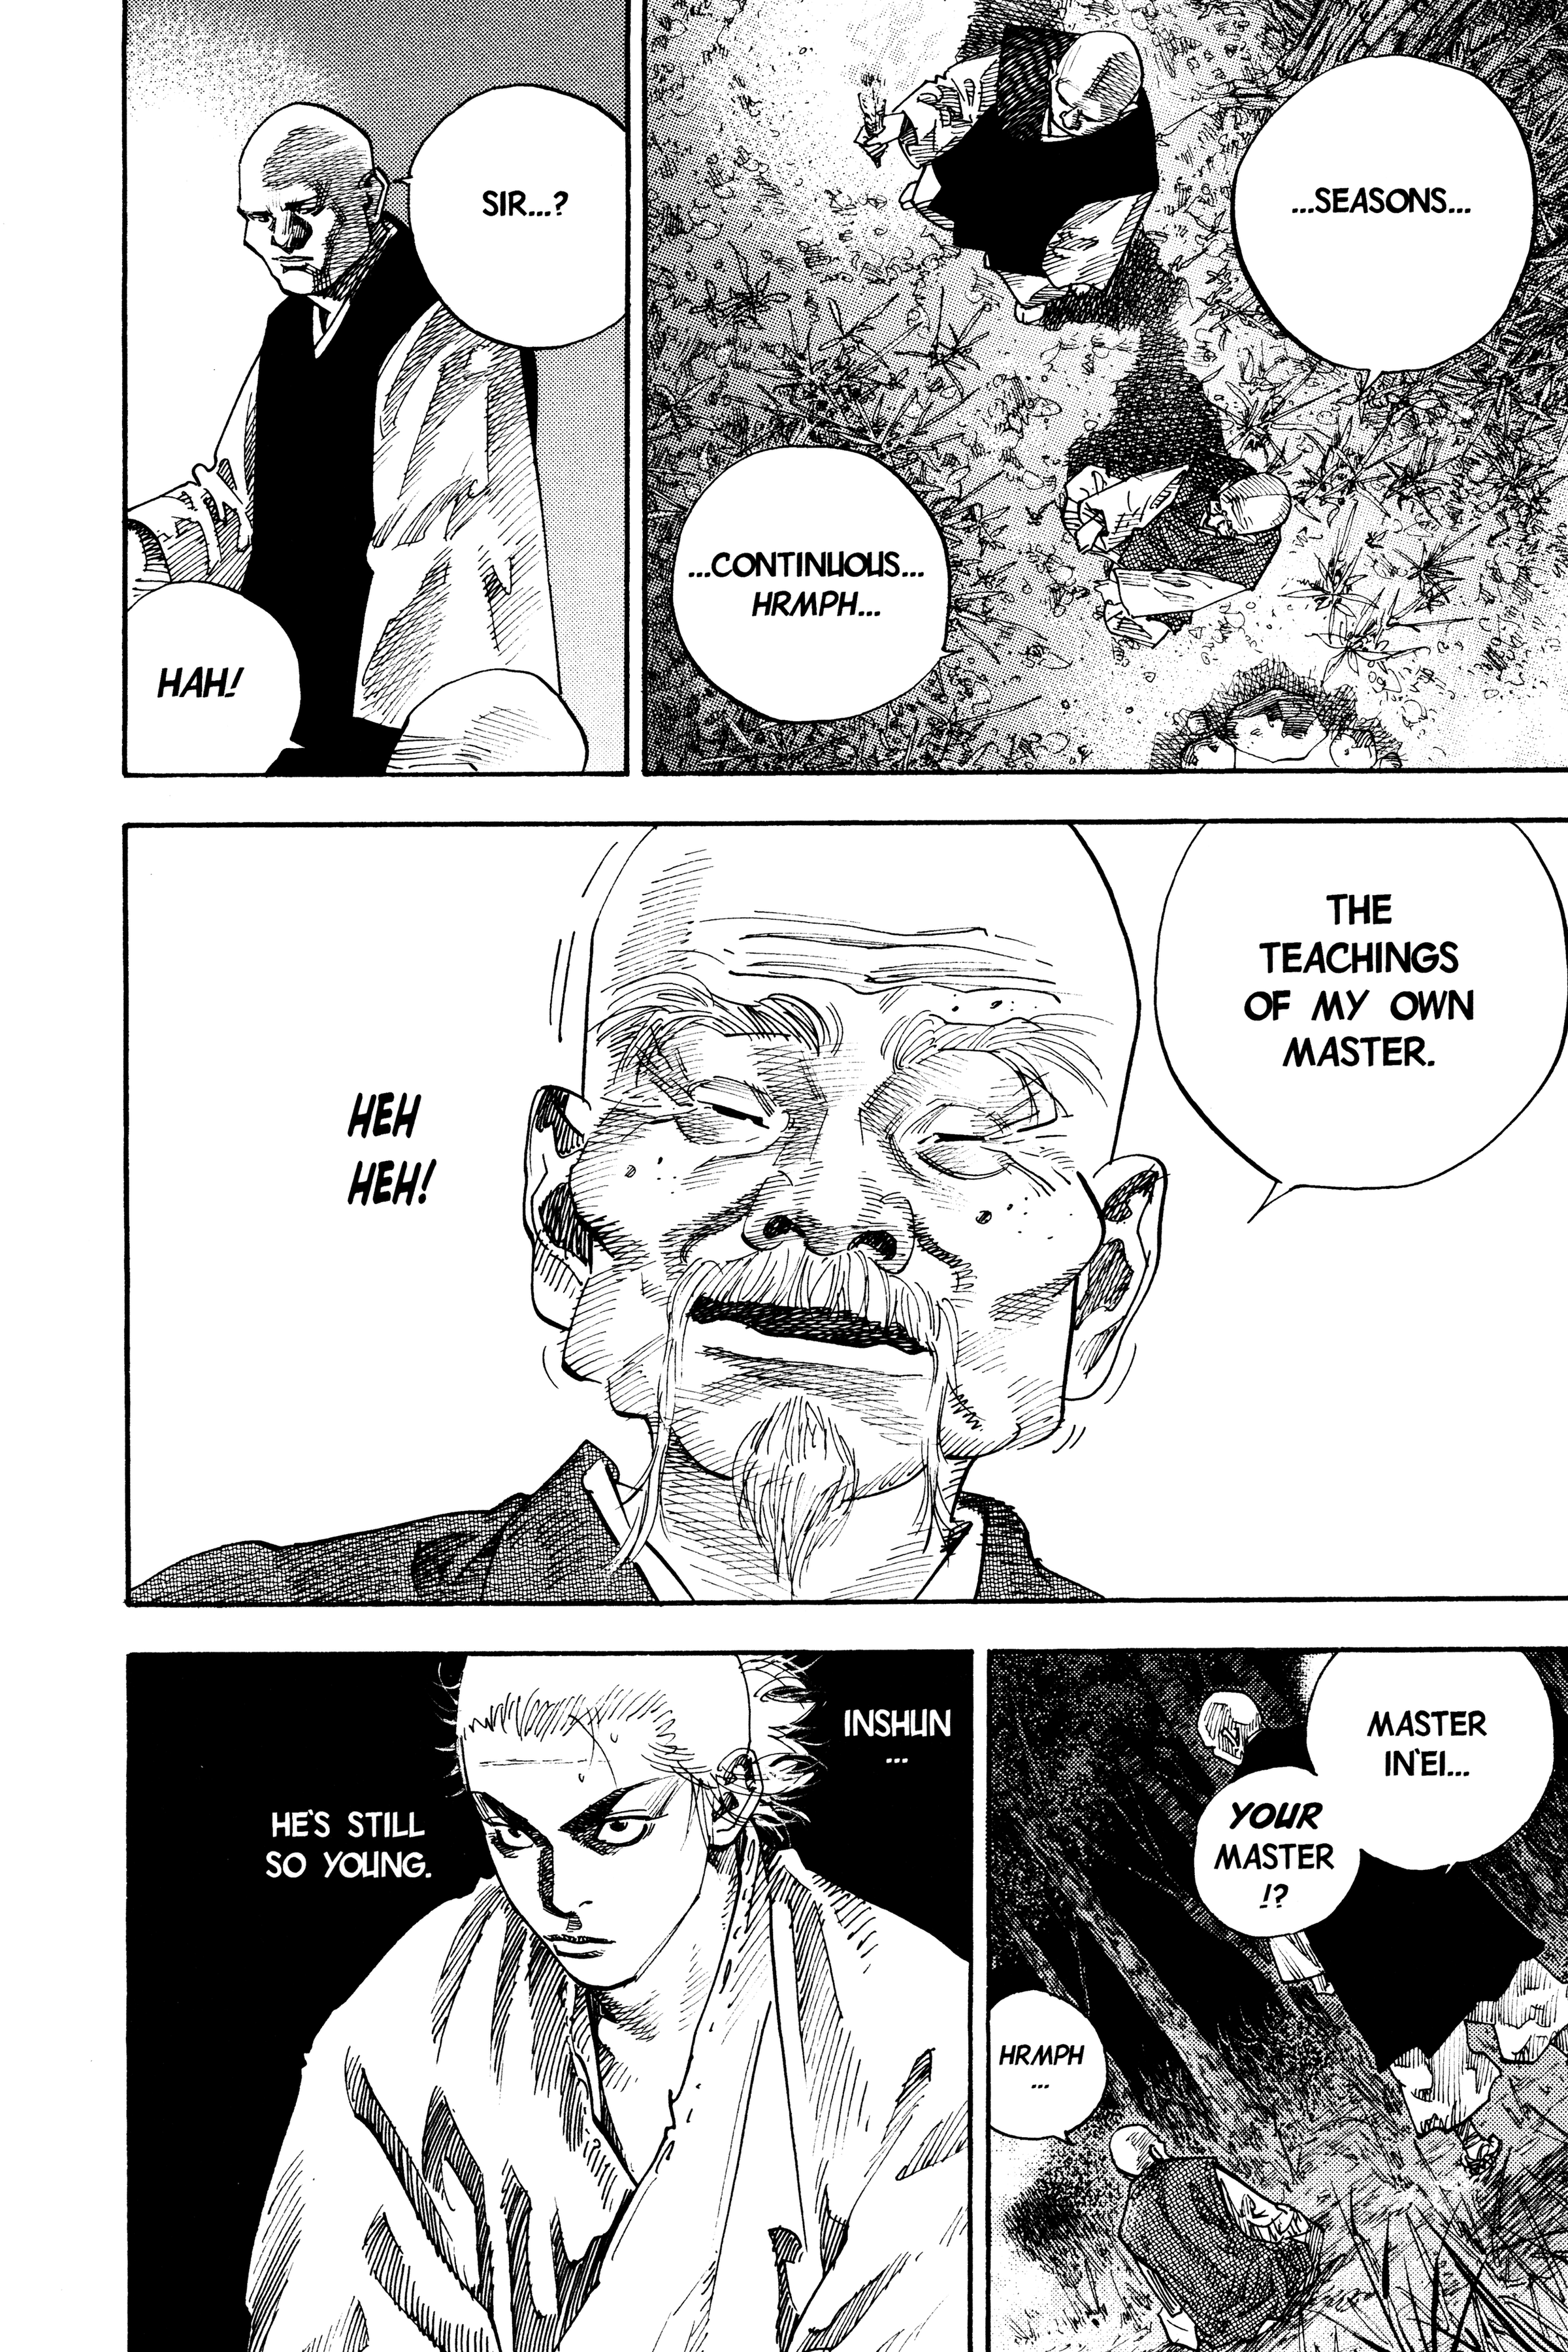 ...SEASONS...
...CONTINUOUS...
HRMPH...
SIR...?
HAH!
THE
TEACHINGS
OF MY OWN
MASTER.
HEH
HEH!
MASTER
IN'EI...
YOUR
MASTER
!?
HRMPH
...
INSHUN
...
HE'S STILL
SO YOUNG.